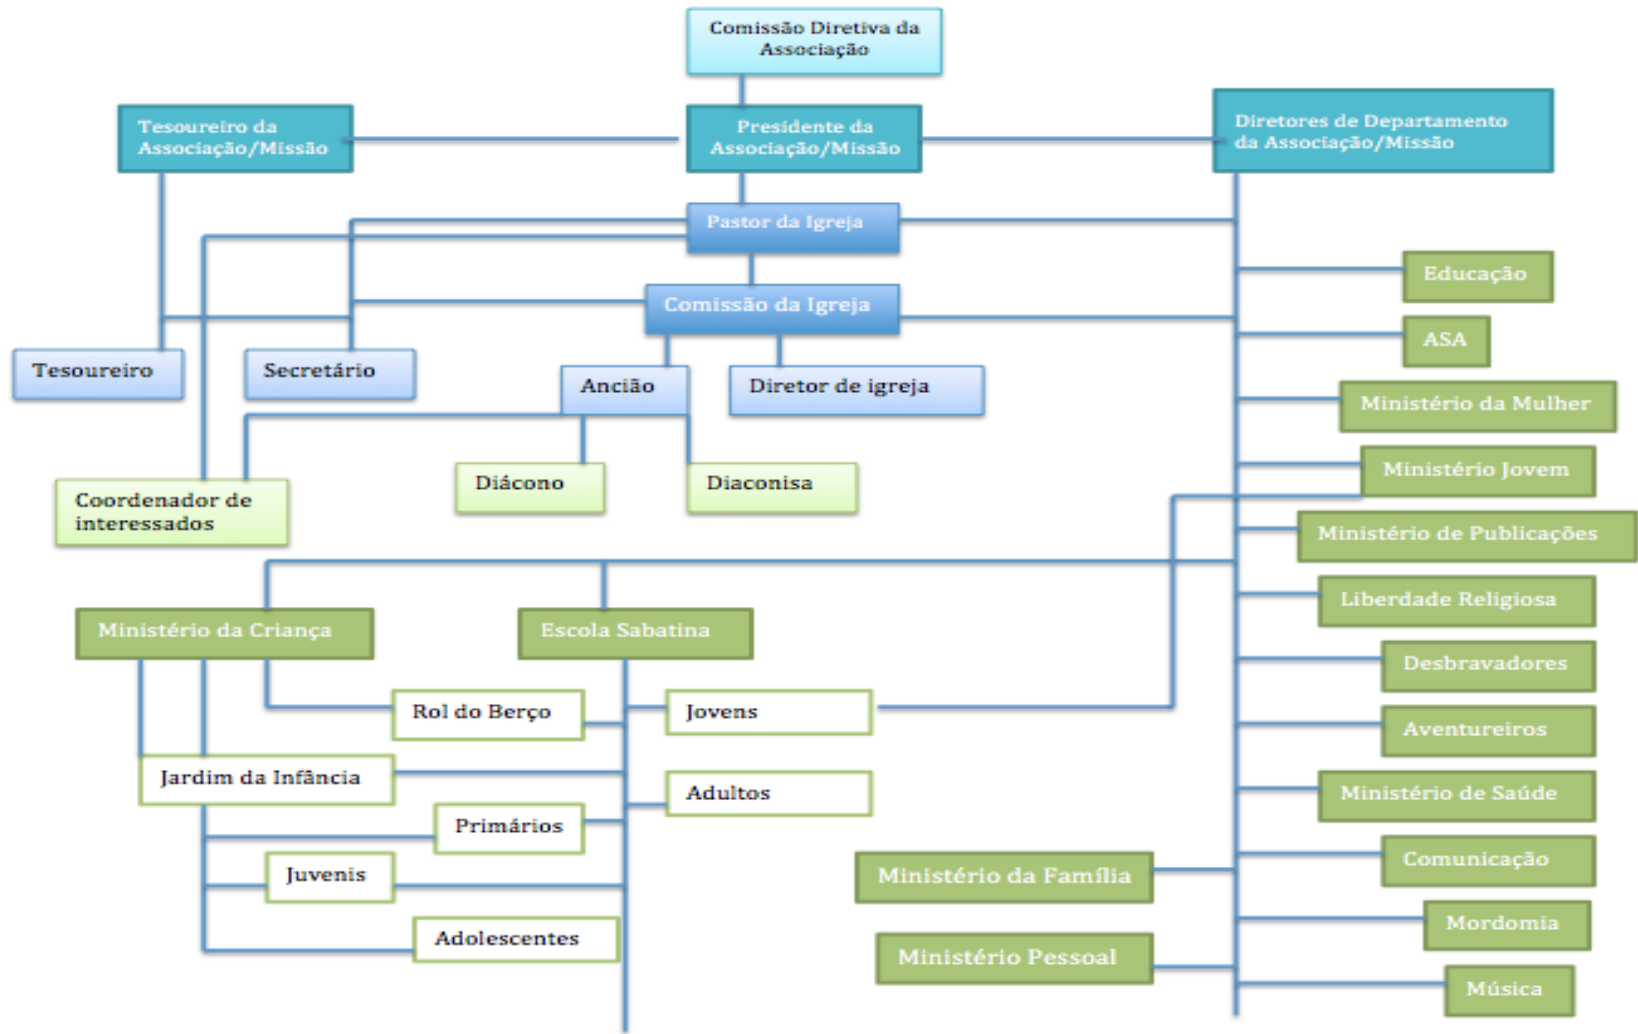 Comissão Diretiva da
Associação
Tesoureiro da
Associação/Missão
Presidente da
Associação/Missão
Diretores de Departamento
da Associação/Missão
Pastor da Igreja
Educação
Comissão da Igreja
ASA
Tesoureiro
Secretário
Ancião
Diretor de igreja
Ministério da Mulher
Ministério Jovem
Diácono
Diaconisa
Coordenador de
interessados
Ministério de Publicações
Liberdade Religiosa
Ministério da Criança
Escola Sabatina
Desbravadores
Rol do Berço
Jovens
Aventureiros
Jardim da Infância
Adultos
Ministério de Saúde
Primários
Comunicação
Juvenis
Ministério da Família
Mordomia
Adolescentes
Ministério Pessoal
Música